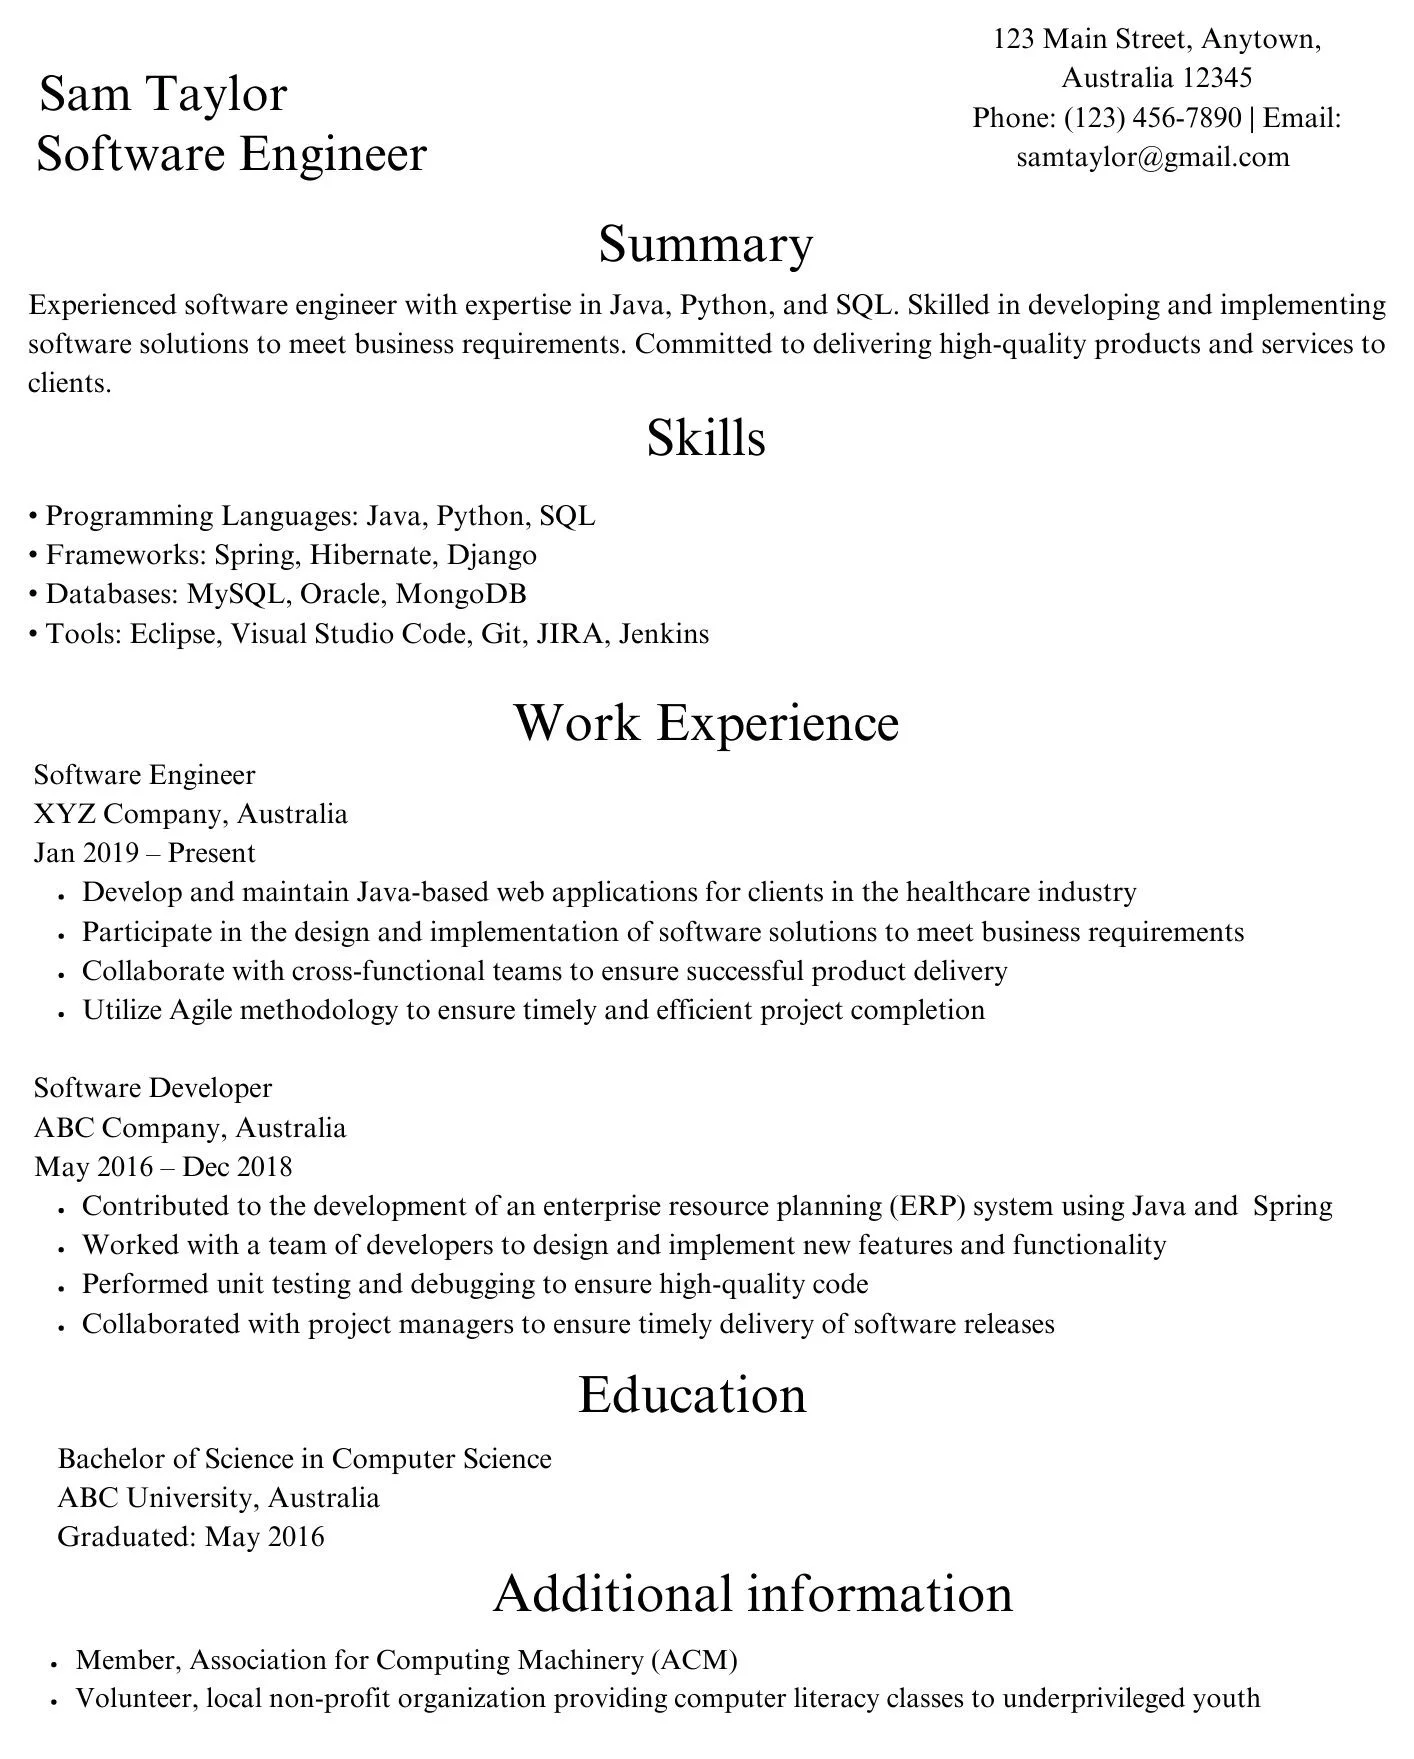 Sam Taylor
Software Engineer
123 Main Street, Anytown,
Australia 12345
Phone: (123) 456-7890 | Email:
samtaylor@gmail.com
Summary
Experienced software engineer with expertise in Java, Python, and SQL. Skilled in developing and implementing
software solutions to meet business requirements. Committed to delivering high-quality products and services to
clients.
Skills
• Programming Languages: Java, Python, SQL
• Frameworks: Spring, Hibernate, Django
• Databases: MySQL, Oracle, MongoDB
• Tools: Eclipse, Visual Studio Code, Git, JIRA, Jenkins
Work Experience
Software Engineer
XYZ Company, Australia
Jan 2019 – Present
• Develop and maintain Java-based web applications for clients in the healthcare industry
• Participate in the design and implementation of software solutions to meet business requirements
• Collaborate with cross-functional teams to ensure successful product delivery
• Utilize Agile methodology to ensure timely and efficient project completion
Software Developer
ABC Company, Australia
May 2016 – Dec 2018
• Contributed to the development of an enterprise resource planning (ERP) system using Java and  Spring
• Worked with a team of developers to design and implement new features and functionality
• Performed unit testing and debugging to ensure high-quality code
• Collaborated with project managers to ensure timely delivery of software releases
Education
Bachelor of Science in Computer Science
ABC University, Australia
Graduated: May 2016
Additional information
• Member, Association for Computing Machinery (ACM)
• Volunteer, local non-profit organization providing computer literacy classes to underprivileged youth